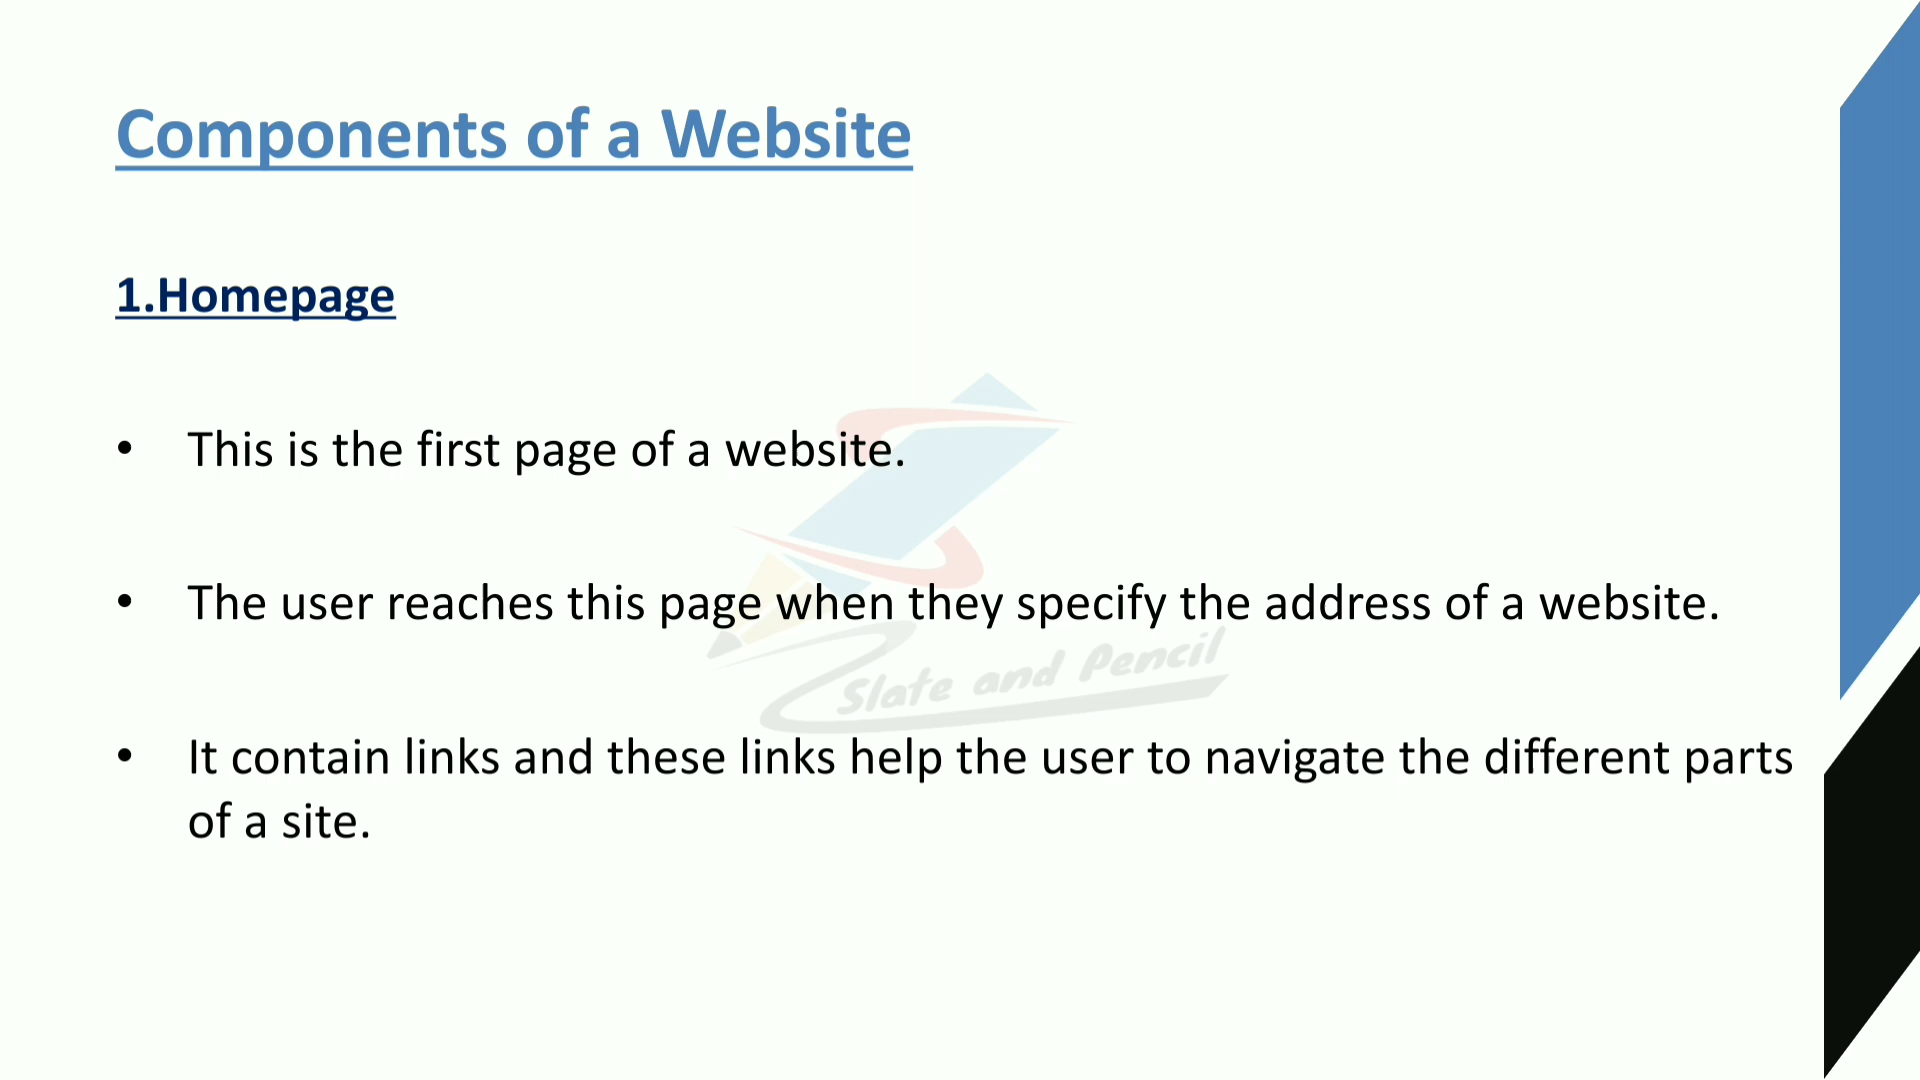 Components of a Website
1.Homepage
• This is the first page of a website.
• The user reaches this page when they specify the address of a website.
Slate and Pencil
• It contain links and these links help the user to navigate the different parts
of a site.